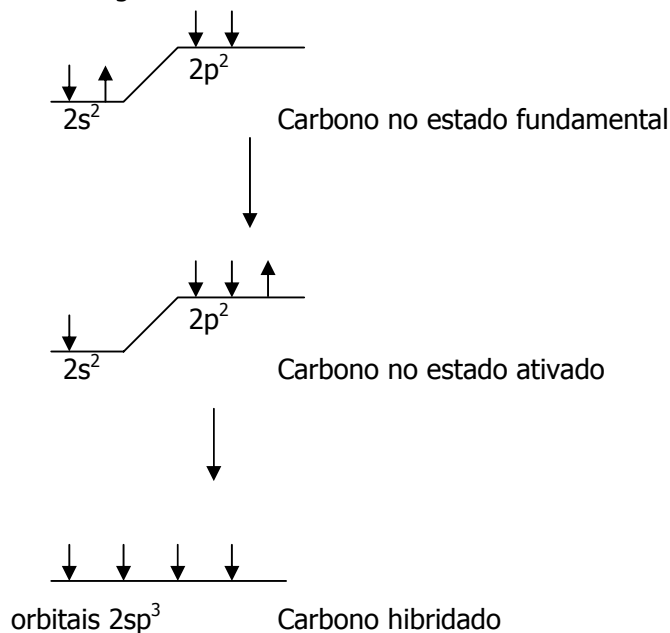 2p²
2s² Carbono no estado fundamental
2p²
2s² Carbono no estado ativado
orbitais 2sp³ Carbono hibridado